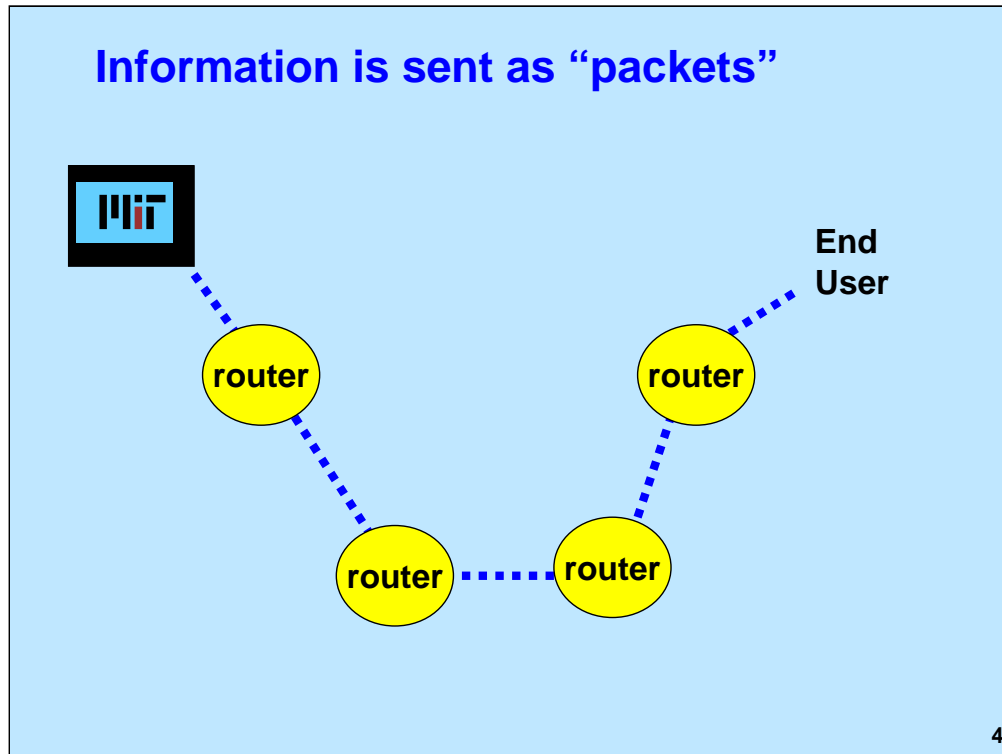 Information is sent as “packets”
MIT
End
User
router
router
router
router
4